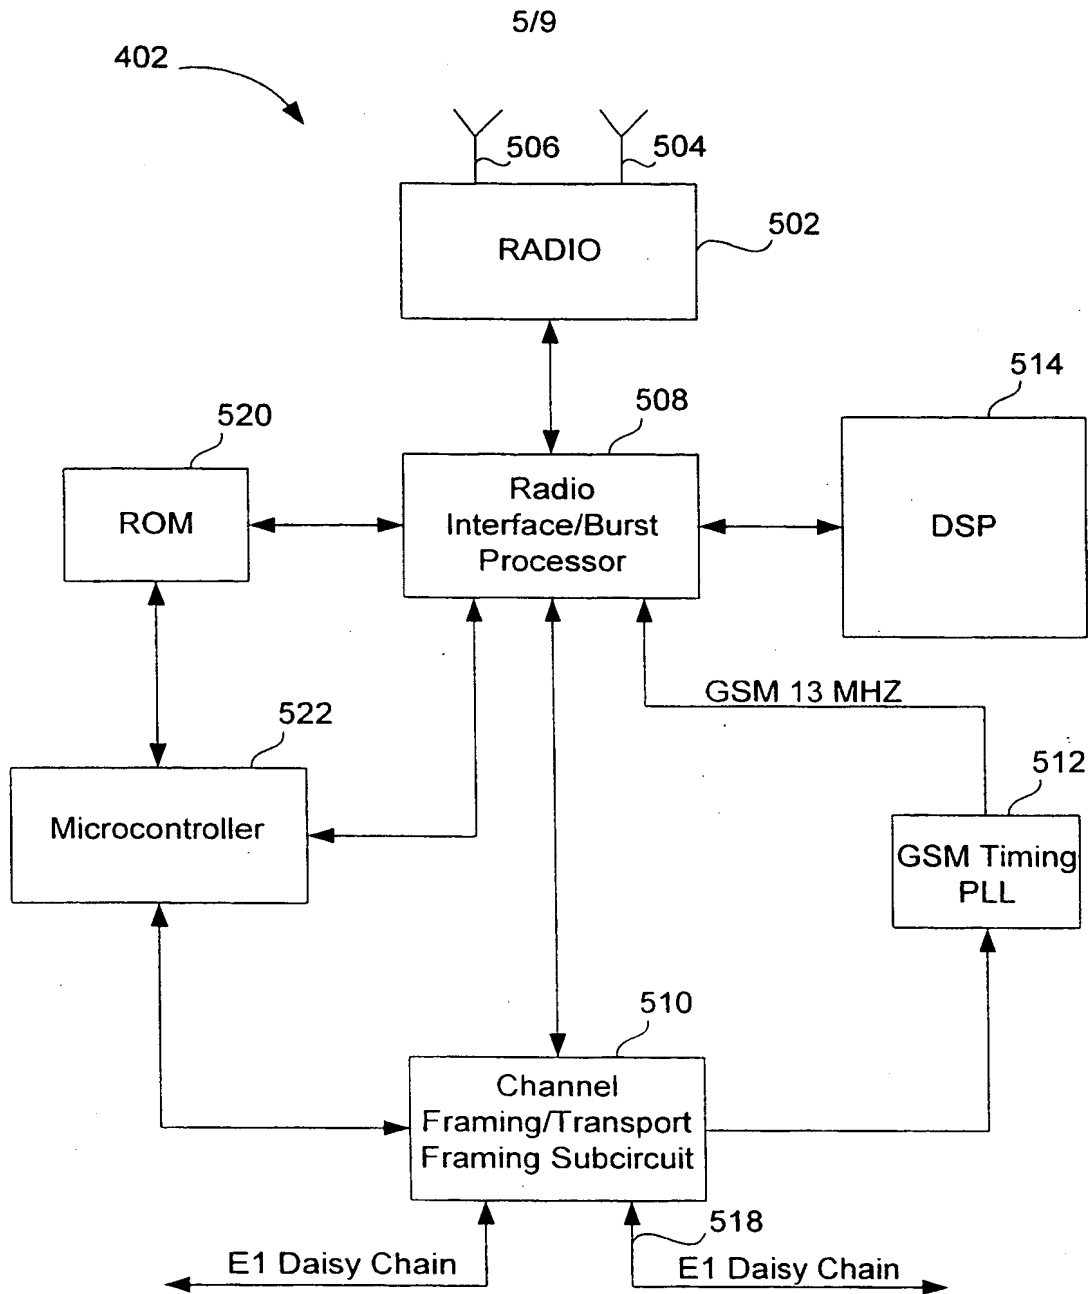 5/9
402
506
504
RADIO
502
514
520
508
ROM
Radio
Interface/Burst
Processor
DSP
GSM 13 MHZ
522
512
Microcontroller
GSM Timing
PLL
510
Channel
Framing/Transport
Framing Subcircuit
518
E1 Daisy Chain
E1 Daisy Chain